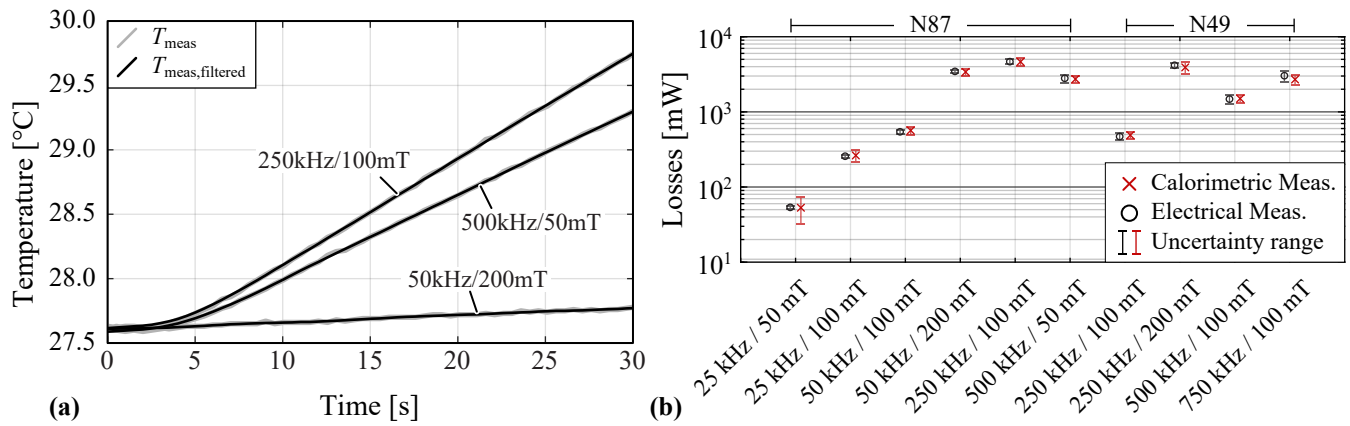 30.0
29.5
29.0
28.5
28.0
27.5
Temperature [°C]
T_meas
T_meas,filtered
250kHz/100mT
500kHz/50mT
50kHz/200mT
0
5
10
15
20
25
30
Time [s]
(a)
N87
N49
10^4
10^3
10^2
10^1
Losses [mW]
Calorimetric Meas.
Electrical Meas.
Uncertainty range
25 kHz / 50 mT
25 kHz / 100 mT
50 kHz / 100 mT
50 kHz / 200 mT
250 kHz / 100 mT
500 kHz / 50 mT
250 kHz / 100 mT
250 kHz / 200 mT
500 kHz / 100 mT
750 kHz / 100 mT
(b)